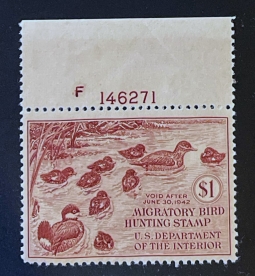 F 146271
VOID AFTER
JUNE 30, 1942
$1
MIGRATORY BIRD
HUNTING STAMP
U.S. DEPARTMENT
OF THE INTERIOR